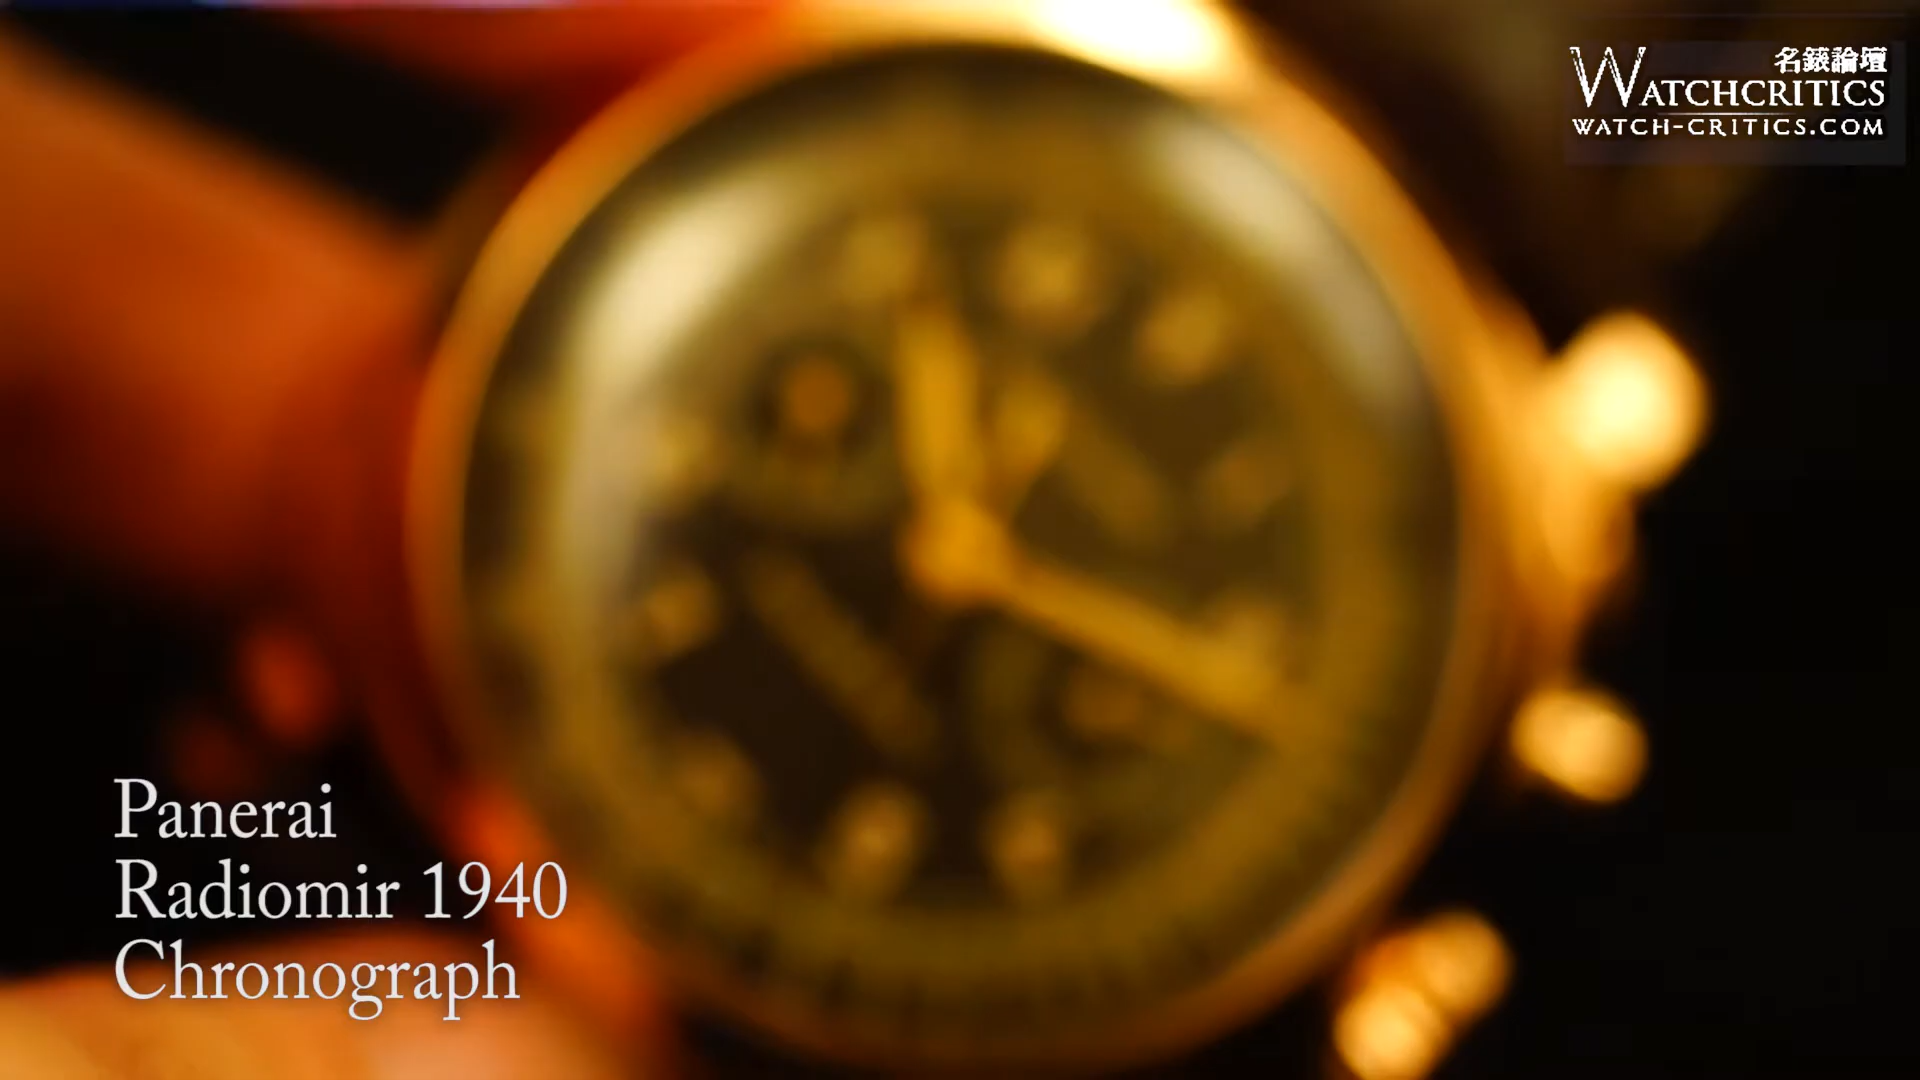 名錶論壇
WATCHCRITICS
WATCH-CRITICS.COM
Panerai
Radiomir 1940
Chronograph